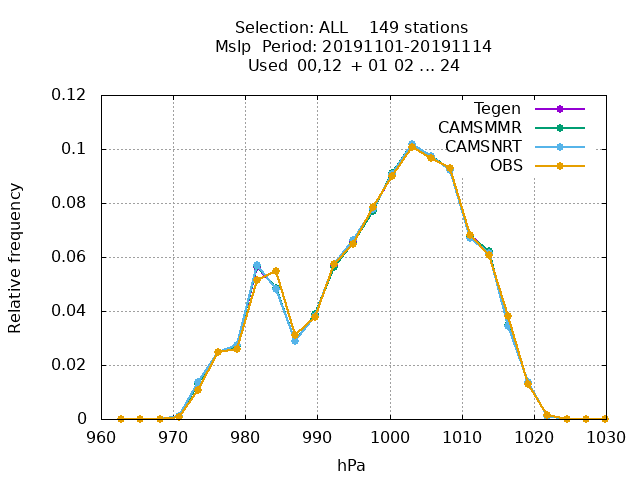 Selection: ALL    149 stations
Mslp  Period: 20191101-20191114
Used  00,12  + 01 02 ... 24
Tegen
CAMSMMR
CAMSNRT
OBS
0.12
0.1
0.08
0.06
0.04
0.02
0
Relative frequency
960 970 980 990 1000 1010 1020 1030
hPa